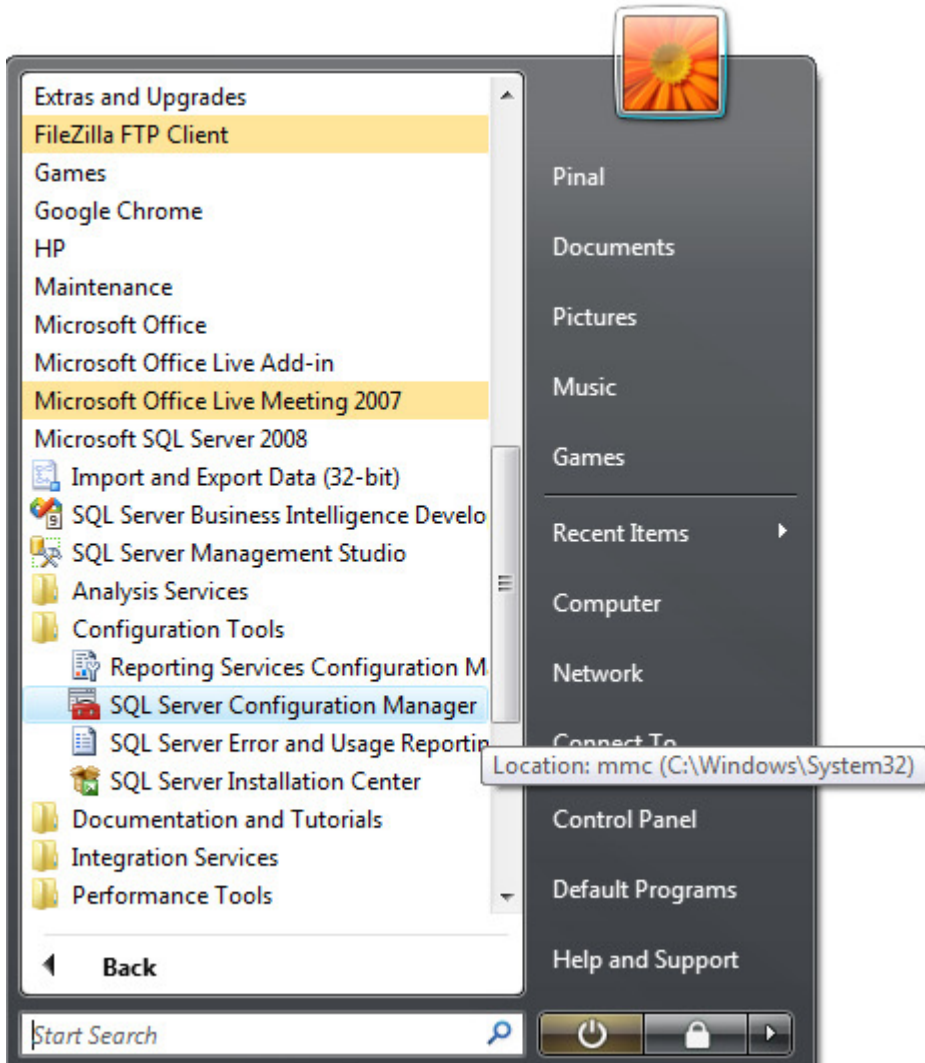 Extras and Upgrades
FileZilla FTP Client
Games
Google Chrome
HP
Maintenance
Microsoft Office
Microsoft Office Live Add-in
Microsoft Office Live Meeting 2007
Microsoft SQL Server 2008
Import and Export Data (32-bit)
SQL Server Business Intelligence Develo
SQL Server Management Studio
Analysis Services
Configuration Tools
Reporting Services Configuration M
SQL Server Configuration Manager
SQL Server Error and Usage Reportin
SQL Server Installation Center
Documentation and Tutorials
Integration Services
Performance Tools
Back
Start Search
Pinal
Documents
Pictures
Music
Games
Recent Items
Computer
Network
Connect To
Location: mmc (C:\Windows\System32)
Control Panel
Default Programs
Help and Support